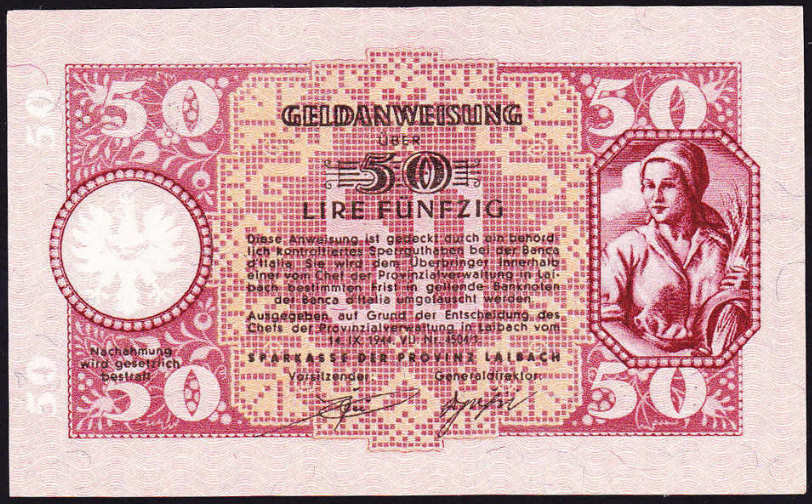 50 50
GELDANWEISUNG
ÜBER
50
LIRE FÜNFZIG
Diese Anweisung ist gedeckt durch ein behörd-
lich kontrolliertes Sperrguthaben bei der Banca
d'Italia Sie wird dem Überbringer innerhalb
einer vom Chef der Provinzialverwaltung in Lai-
bach bestimmten Frist in geltende Banknoten
der Banca d'Italia umgetauscht werden
Ausgegeben auf Grund der Entscheidung des
Chefs der Provinzialverwaltung in Laibach vom
14. IX. 1944, VIII. Nr. 4504/1.
SPARKASSE DER PROVINZ LAIBACH
Vorsitzender: Generaldirektor:
Nachahmung
wird gesetzlich
bestraft.
50 50
50
50
50